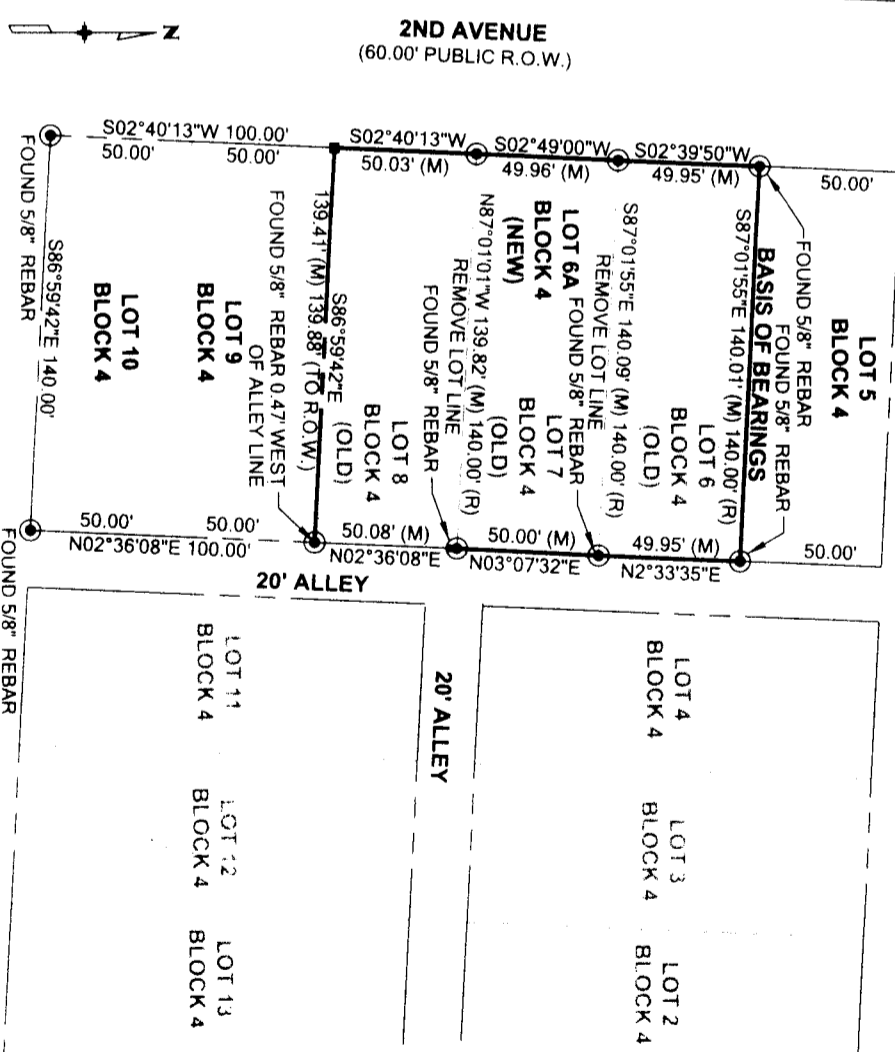 N
2ND AVENUE
(60.00' PUBLIC R.O.W.)
S02°40'13"W 100.00'
50.00'
50.00'
S02°40'13"W
50.03' (M)
S02°49'00"W
49.96' (M)
S02°39'50"W
49.95' (M)
50.00'
FOUND 5/8" REBAR
S86°59'42"E 140.00'
LOT 10
BLOCK 4
LOT 9
BLOCK 4
FOUND 5/8" REBAR 0.47' WEST
OF ALLEY LINE
139.41' (M) 139.88' (TO R.O.W.)
S86°59'42"E
LOT 8
BLOCK 4
(OLD)
FOUND 5/8" REBAR
REMOVE LOT LINE
N87°01'01"W 139.82' (M) 140.00' (R)
LOT 6A
BLOCK 4
(NEW)
LOT 7
BLOCK 4
(OLD)
FOUND 5/8" REBAR
REMOVE LOT LINE
S87°01'55"E 140.09' (M) 140.00' (R)
LOT 6
BLOCK 4
(OLD)
S87°01'55"E 140.01' (M) 140.00' (R)
BASIS OF BEARINGS
FOUND 5/8" REBAR
FOUND 5/8" REBAR
LOT 5
BLOCK 4
50.00'
50.00'
N02°36'08"E 100.00'
50.08' (M)
N02°36'08"E
50.00' (M)
N03°07'32"E
49.95' (M)
N2°33'35"E
50.00'
FOUND 5/8" REBAR
20' ALLEY
20' ALLEY
LOT 11
BLOCK 4
LOT 12
BLOCK 4
LOT 13
BLOCK 4
LOT 4
BLOCK 4
LOT 3
BLOCK 4
LOT 2
BLOCK 4